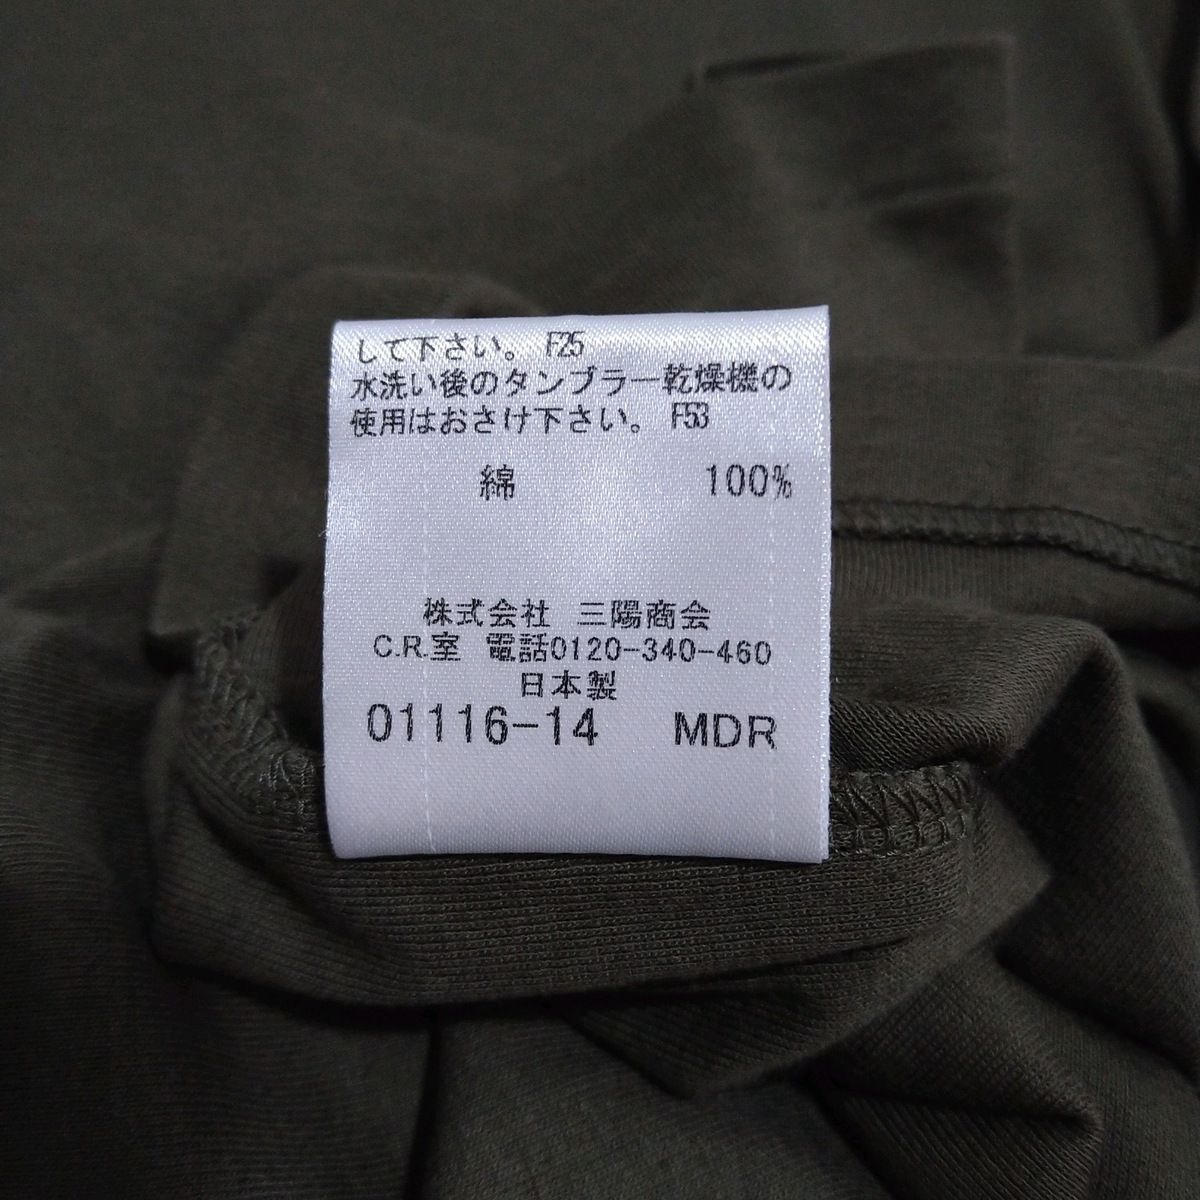 して下さい。 F25
水洗い後のタンブラー乾燥機の
使用はおさけ下さい。 F53
綿 100%
株式会社 三陽商会
C.R.室 電話0120-340-460
日本製
01116-14 MDR